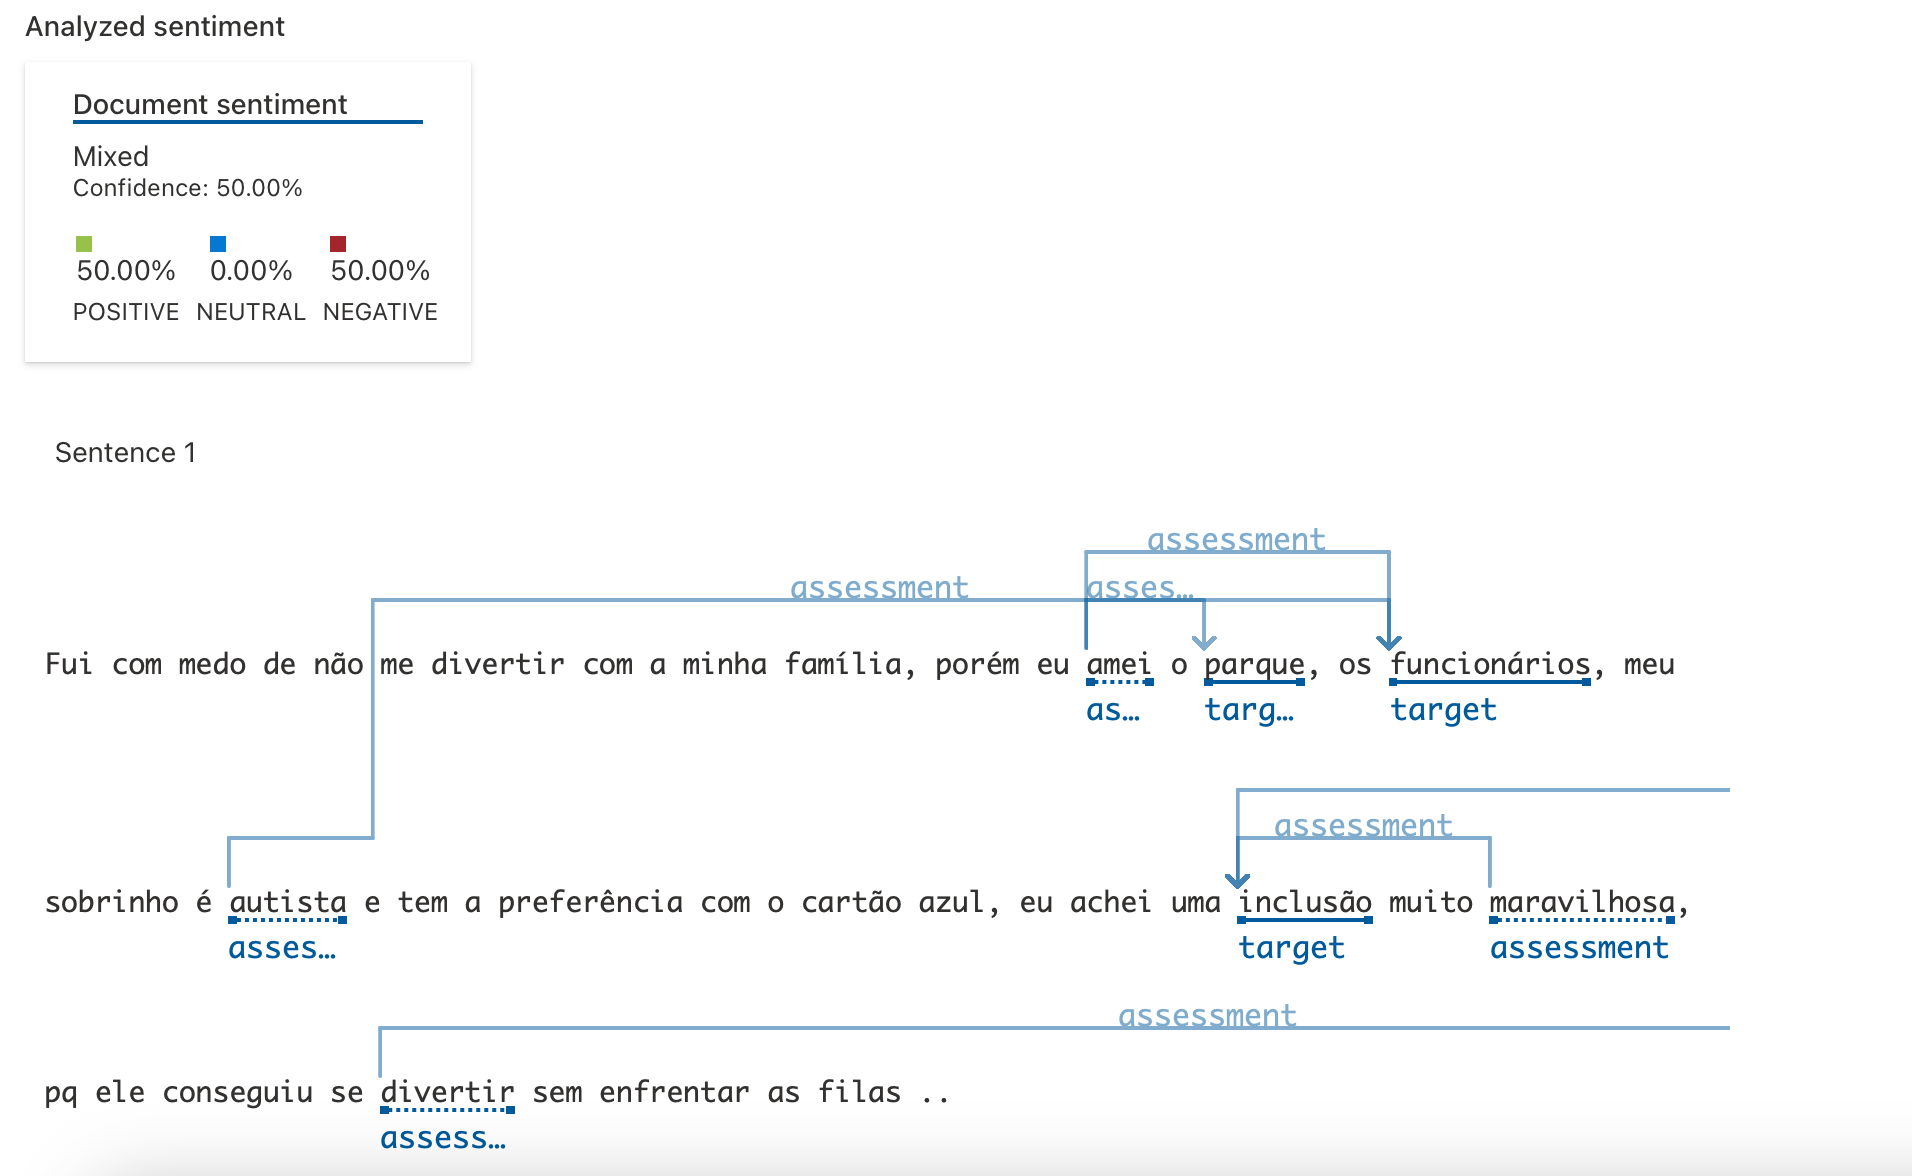 Analyzed sentiment
Document sentiment
Mixed
Confidence: 50.00%
50.00% 0.00% 50.00%
POSITIVE NEUTRAL NEGATIVE
Sentence 1
assessment
assessment asses…
Fui com medo de não me divertir com a minha família, porém eu amei o parque, os funcionários, meu
as… targ… target
assessment
sobrinho é autista e tem a preferência com o cartão azul, eu achei uma inclusão muito maravilhosa,
asses… target assessment
assessment
pq ele conseguiu se divertir sem enfrentar as filas ..
assess…